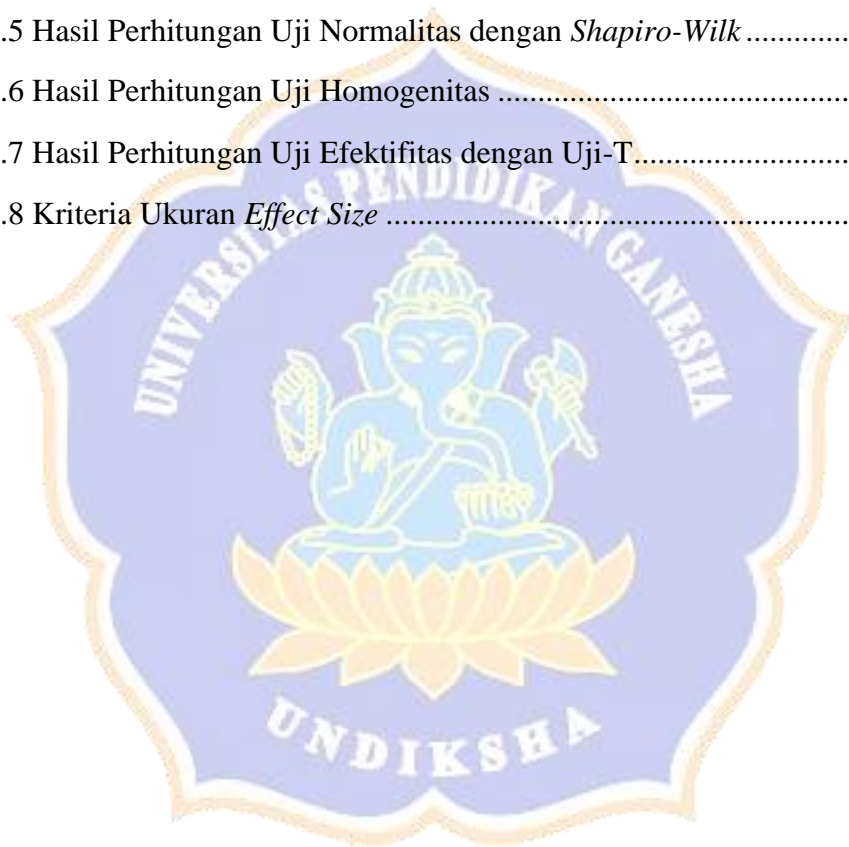 .5 Hasil Perhitungan Uji Normalitas dengan Shapiro-Wilk .............
.6 Hasil Perhitungan Uji Homogenitas .............................................
.7 Hasil Perhitungan Uji Efektifitas dengan Uji-T...........................
.8 Kriteria Ukuran Effect Size ...........................................................
UNIVERSITAS PENDIDIKAN GANESHA
UNDIKSHA